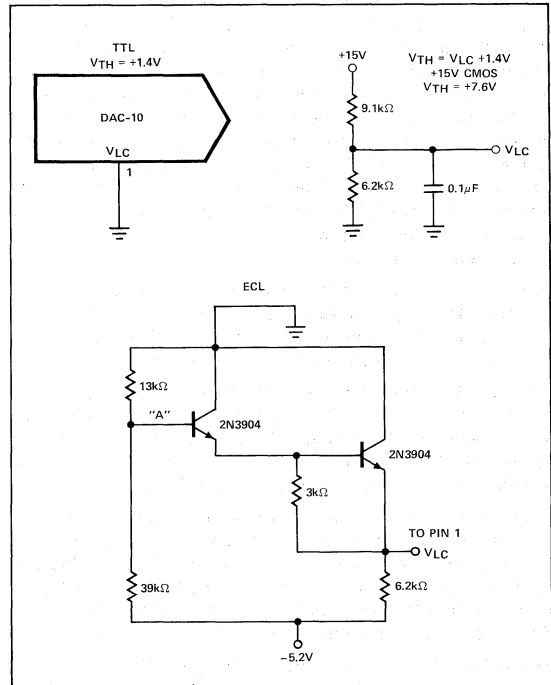 TTL
VTH = +1.4V
DAC-10
VLC
1
+15V
9.1kΩ
6.2kΩ
0.1μF
VLC
VTH = VLC +1.4V
+15V CMOS
VTH = +7.6V
ECL
13kΩ
"A"
2N3904
2N3904
3kΩ
TO PIN 1
VLC
39kΩ
6.2kΩ
−5.2V